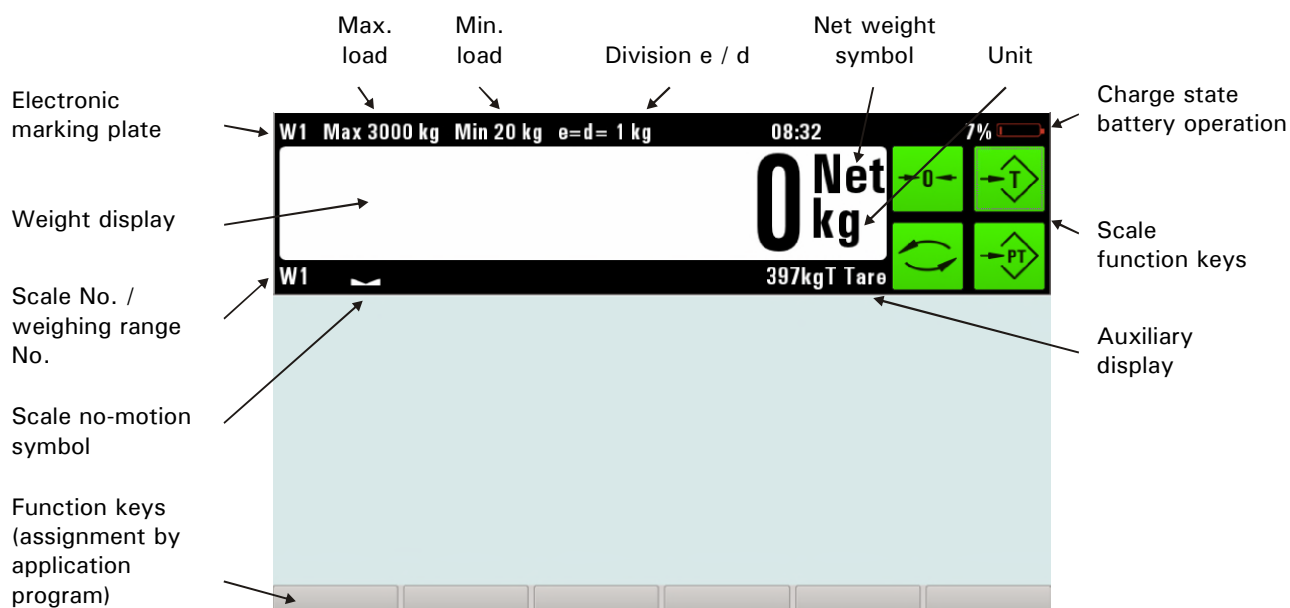 Max.
load
Min.
load
Division e / d
Net weight
symbol
Unit
Electronic
marking plate
Charge state
battery operation
W1 Max 3000 kg Min 20 kg e=d= 1 kg 08:32 7%
0 Net
kg
→0←
T
PT
Weight display
Scale
function keys
W1 397kgT Tare
Scale No. /
weighing range
No.
Auxiliary
display
Scale no-motion
symbol
Function keys
(assignment by
application
program)